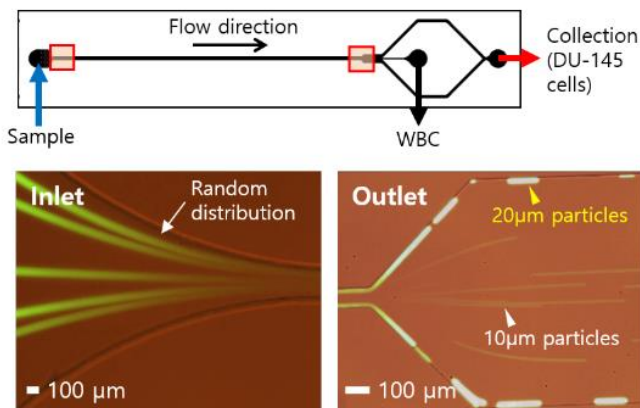 Flow direction
Collection
(DU-145
cells)
Sample
WBC
Inlet
Random
distribution
100 µm
Outlet
20µm particles
10µm particles
100 µm